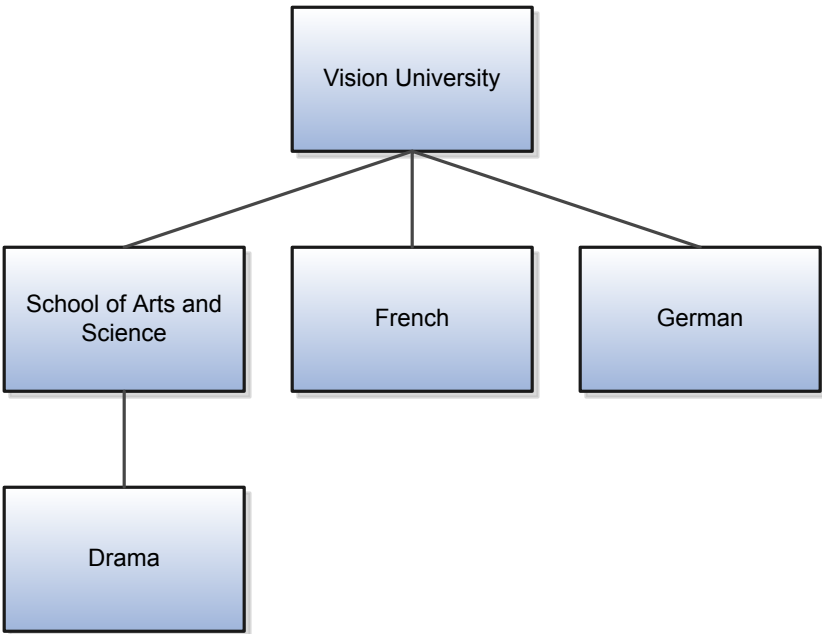 Vision University
School of Arts and
Science
French
German
Drama